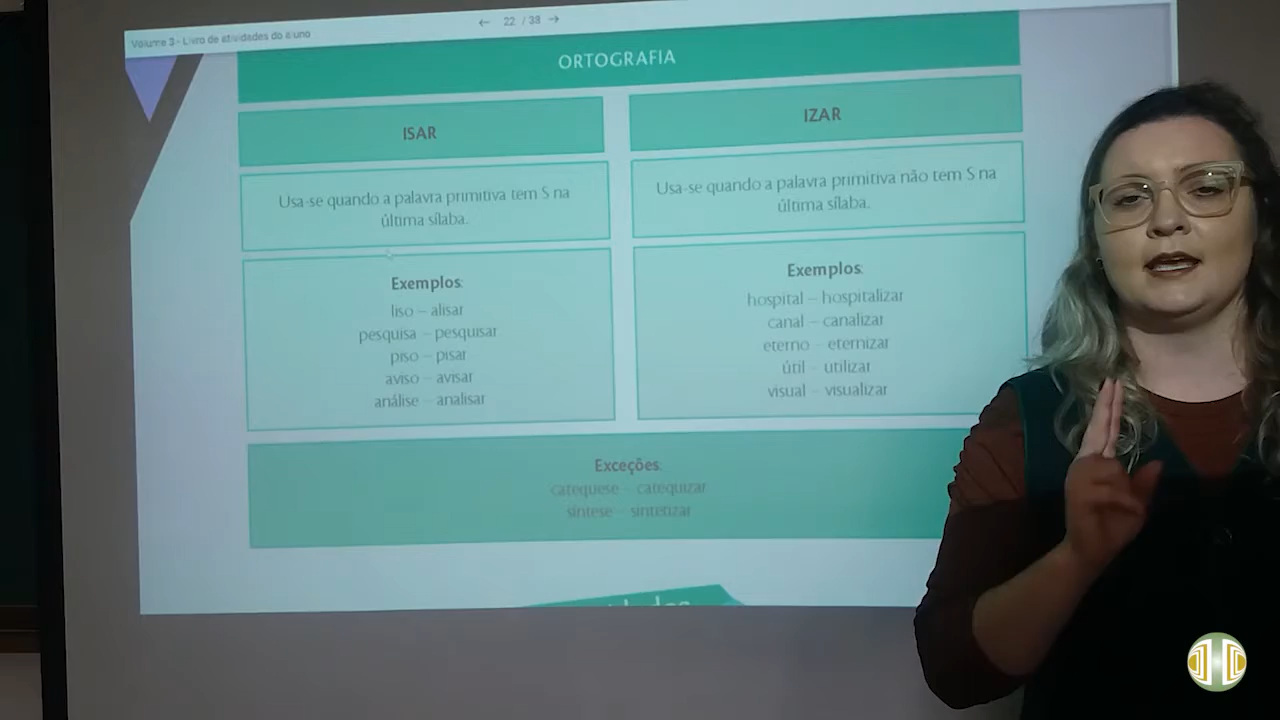 Volume 3 - Livro de atividades do aluno
← 22 / 38 →
ORTOGRAFIA
ISAR
Usa-se quando a palavra primitiva tem S na
última sílaba.
Exemplos:
liso – alisar
pesquisa – pesquisar
piso – pisar
aviso – avisar
análise – analisar
IZAR
Usa-se quando a palavra primitiva não tem S na
última sílaba.
Exemplos:
hospital – hospitalizar
canal – canalizar
eterno – eternizar
útil – utilizar
visual – visualizar
Exceções:
catequese – catequizar
síntese – sintetizar